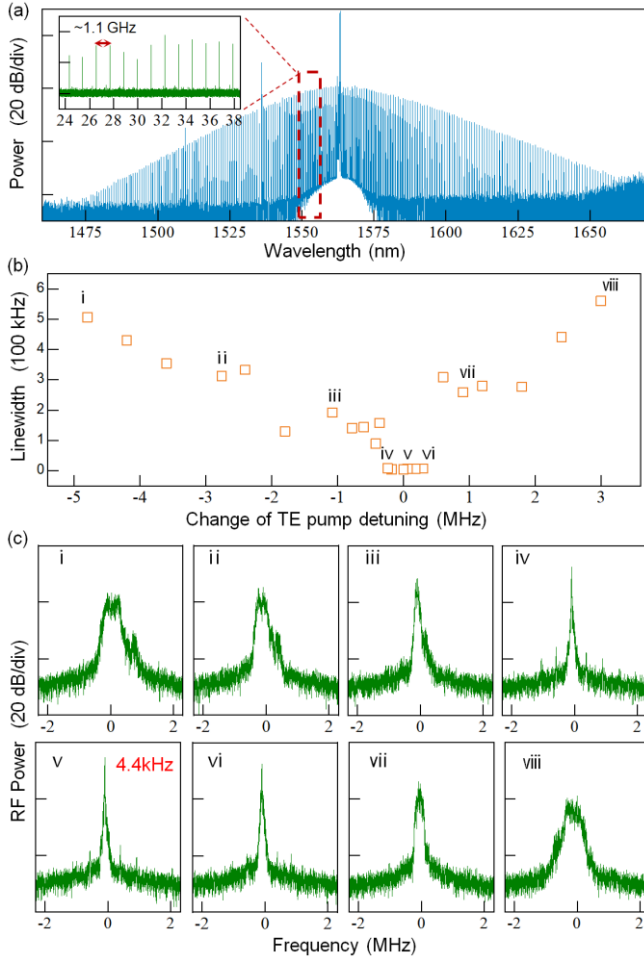 (a)
~1.1 GHz
24 26 28 30 32 34 36 38
Power (20 dB/div)
1475 1500 1525 1550 1575 1600 1625 1650
Wavelength (nm)
(b)
6
5
4
3
2
1
0
Linewidth (100 kHz)
i ii iii iv v vi vii viii
-5 -4 -3 -2 -1 0 1 2 3
Change of TE pump detuning (MHz)
(c)
i ii iii iv
-2 0 2 -2 0 2 -2 0 2 -2 0 2
RF Power (20 dB/div)
v 4.4kHz vi vii viii
-2 0 2 -2 0 2 -2 0 2 -2 0 2
Frequency (MHz)